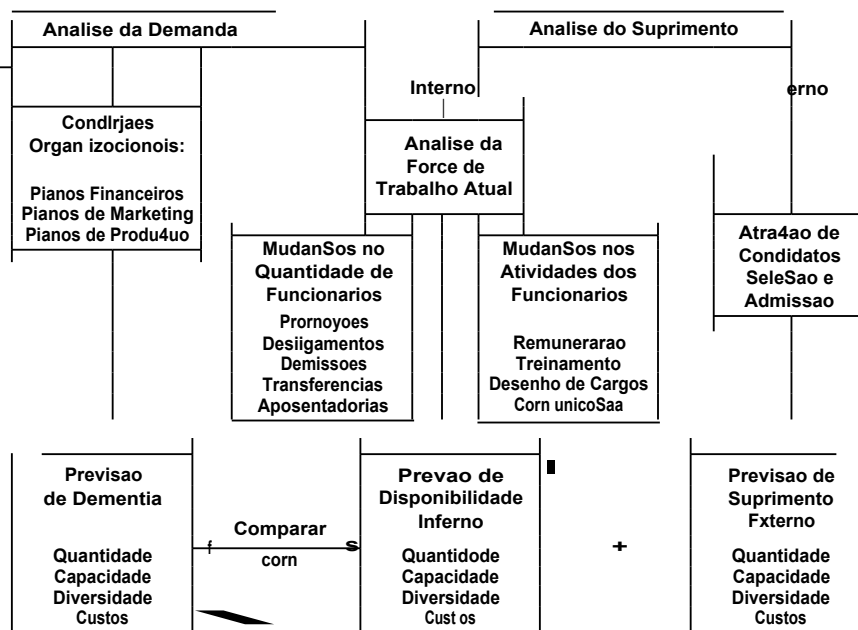 Analise da Demanda
Analise do Suprimento
Interno
erno
CondIrjaes
Organ izocionois:
Pianos Financeiros
Pianos de Marketing
Pianos de Produ4uo
Analise da
Force de
Trabalho Atual
MudanSos no
Quantidade de
Funcionarios
Prornoyoes
Desiigamentos
Demissoes
Transferencias
Aposentadorias
MudanSos nos
Atividades dos
Funcionarios
Remunerarao
Treinamento
Desenho de Cargos
Corn unicoSaa
Atra4ao de
Condidatos
SeleSao e
Admissao
Previsao
de Dementia
Quantidade
Capacidade
Diversidade
Custos
Comparar
f
S
corn
Prevao de
Disponibilidade
Inferno
Quantidode
Capacidade
Diversidade
Cust os
+
Previsao de
Suprimento
Fxterno
Quantidade
Capacidade
Diversidade
Custos